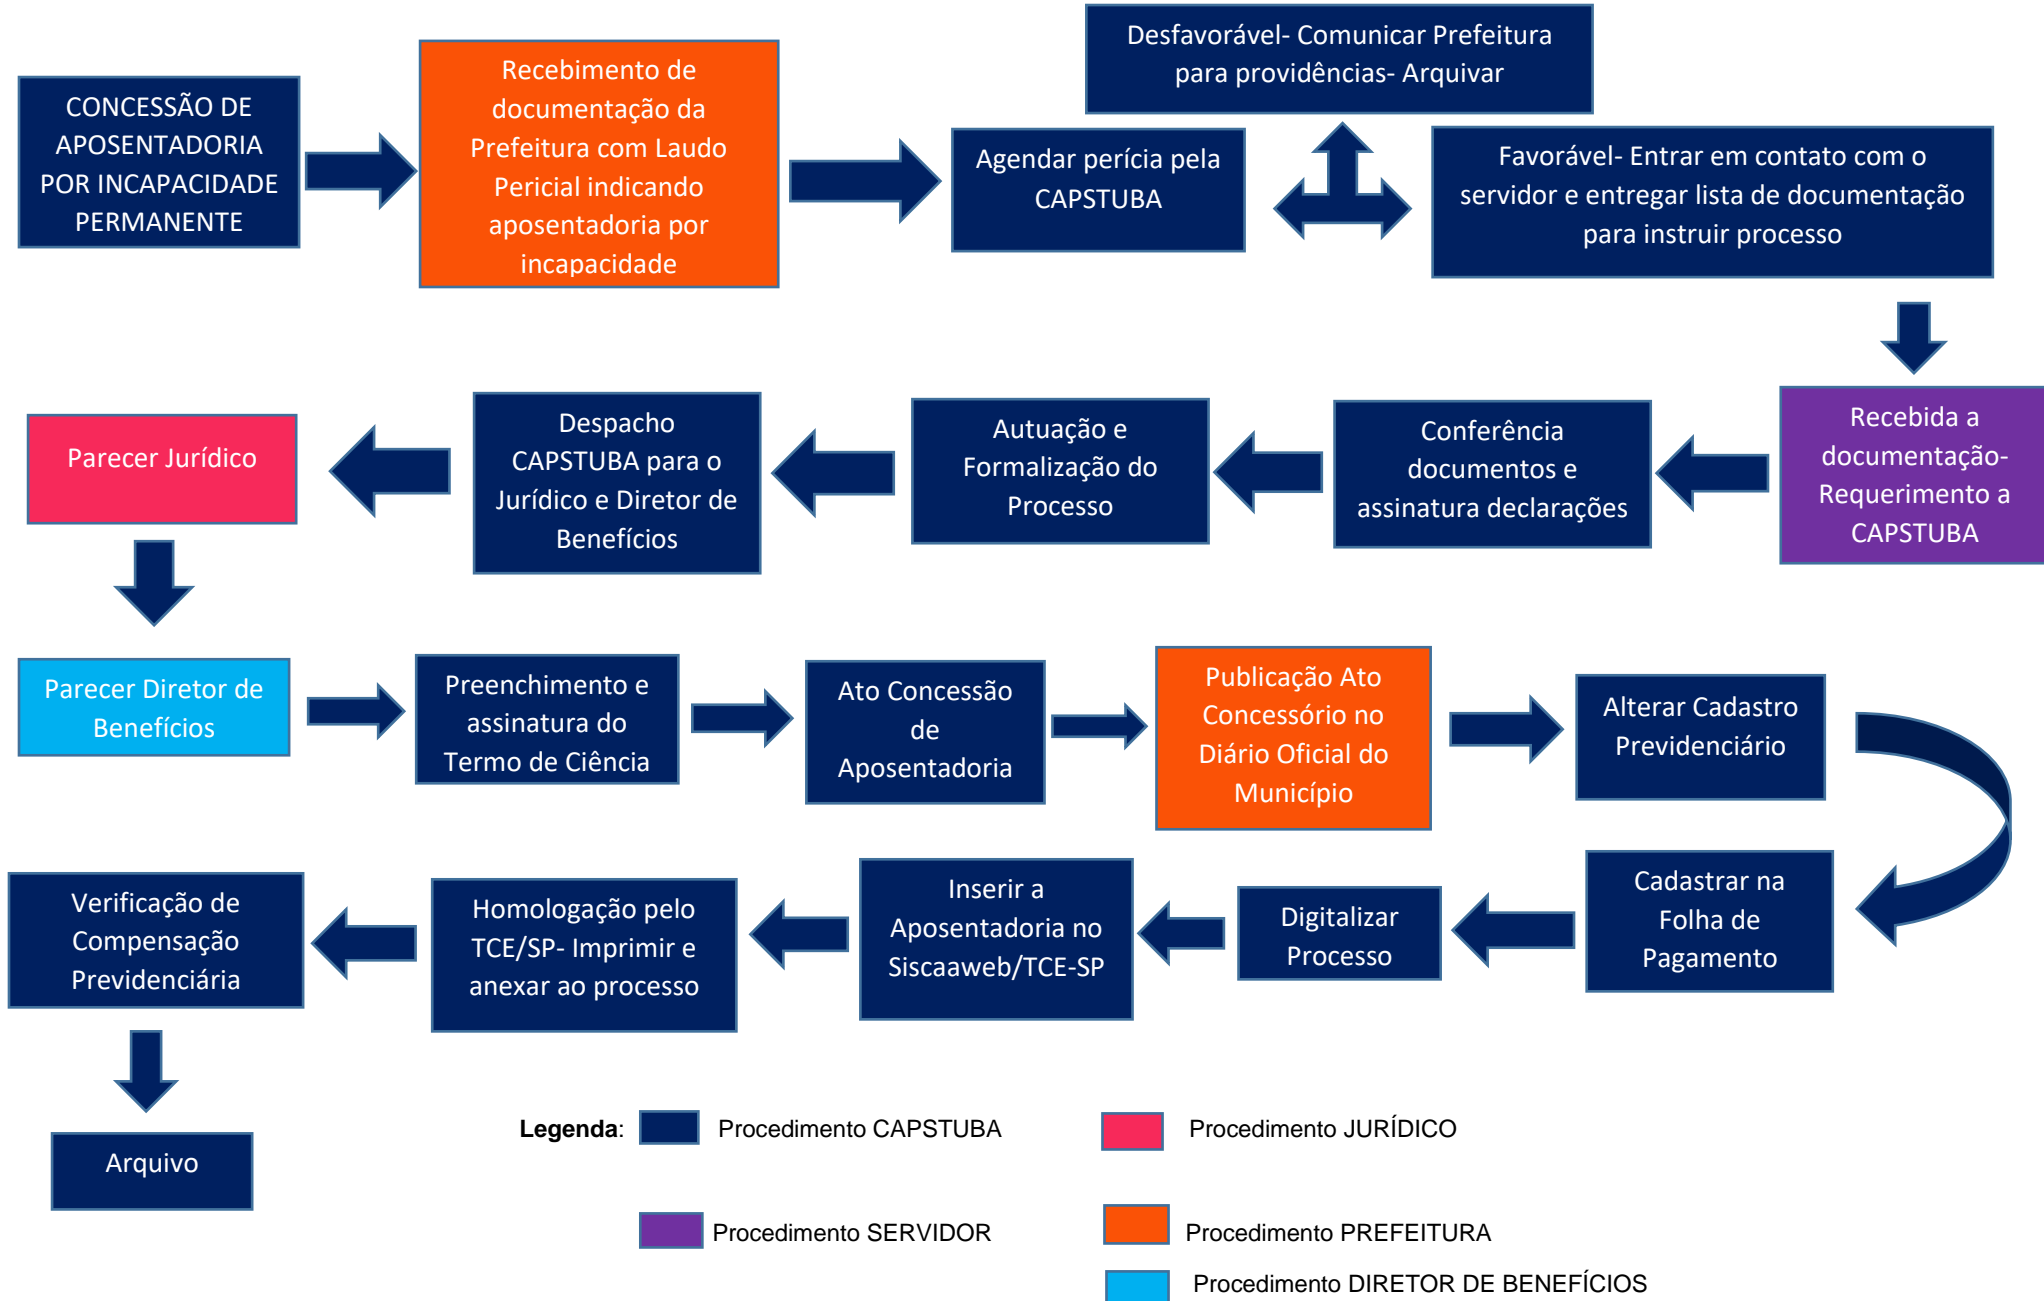 CONCESSÃO DE
APOSENTADORIA
POR INCAPACIDADE
PERMANENTE
Recebimento de
documentação da
Prefeitura com Laudo
Pericial indicando
aposentadoria por
incapacidade
Agendar perícia pela
CAPSTUBA
Desfavorável- Comunicar Prefeitura
para providências- Arquivar
Favorável- Entrar em contato com o
servidor e entregar lista de documentação
para instruir processo
Recebida a
documentação-
Requerimento a
CAPSTUBA
Conferência
documentos e
assinatura declarações
Autuação e
Formalização do
Processo
Despacho
CAPSTUBA para o
Jurídico e Diretor de
Benefícios
Parecer Jurídico
Parecer Diretor de
Benefícios
Preenchimento e
assinatura do
Termo de Ciência
Ato Concessão
de
Aposentadoria
Publicação Ato
Concessório no
Diário Oficial do
Município
Alterar Cadastro
Previdenciário
Cadastrar na
Folha de
Pagamento
Digitalizar
Processo
Inserir a
Aposentadoria no
Siscaaweb/TCE-SP
Homologação pelo
TCE/SP- Imprimir e
anexar ao processo
Verificação de
Compensação
Previdenciária
Arquivo
Legenda:
Procedimento CAPSTUBA
Procedimento JURÍDICO
Procedimento SERVIDOR
Procedimento PREFEITURA
Procedimento DIRETOR DE BENEFÍCIOS